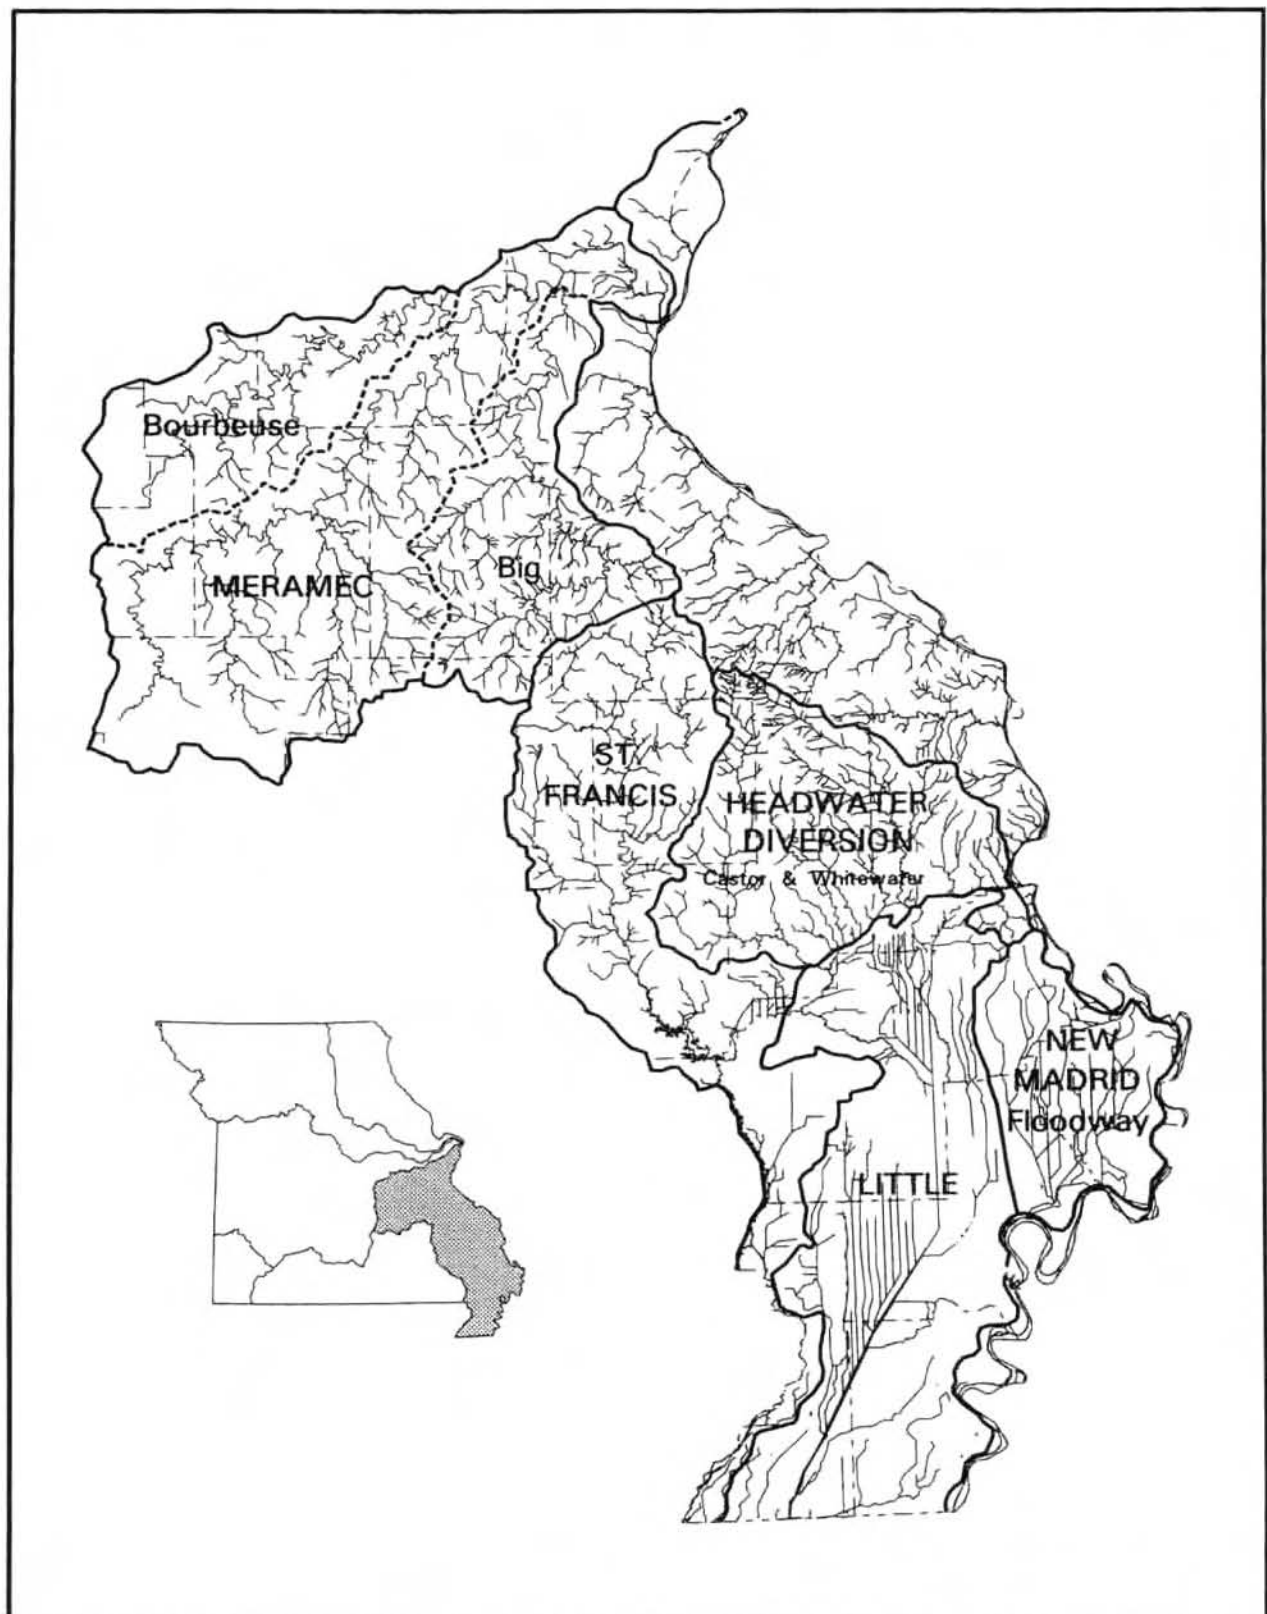 Bourbeuse
MERAMEC
Big
ST.
FRANCIS
HEADWATER
DIVERSION
Castor & Whitewater
NEW
MADRID
Floodway
LITTLE